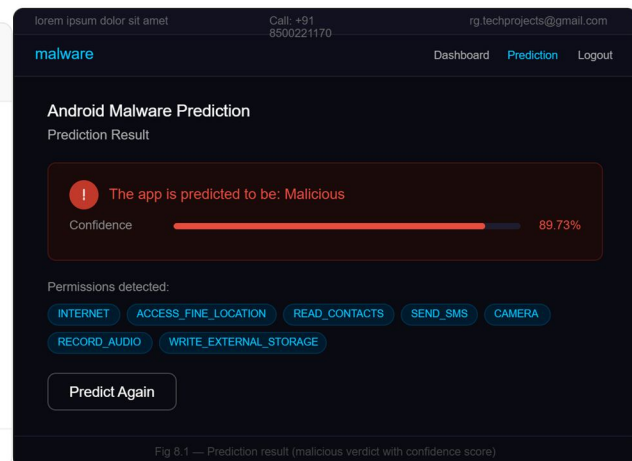 lorem ipsum dolor sit amet
Call: +91
8500221170
rg.techprojects@gmail.com
malware
Dashboard Prediction Logout
Android Malware Prediction
Prediction Result
! The app is predicted to be: Malicious
Confidence 89.73%
Permissions detected:
INTERNET ACCESS_FINE_LOCATION READ_CONTACTS SEND_SMS CAMERA
RECORD_AUDIO WRITE_EXTERNAL_STORAGE
Predict Again
Fig 8.1 — Prediction result (malicious verdict with confidence score)